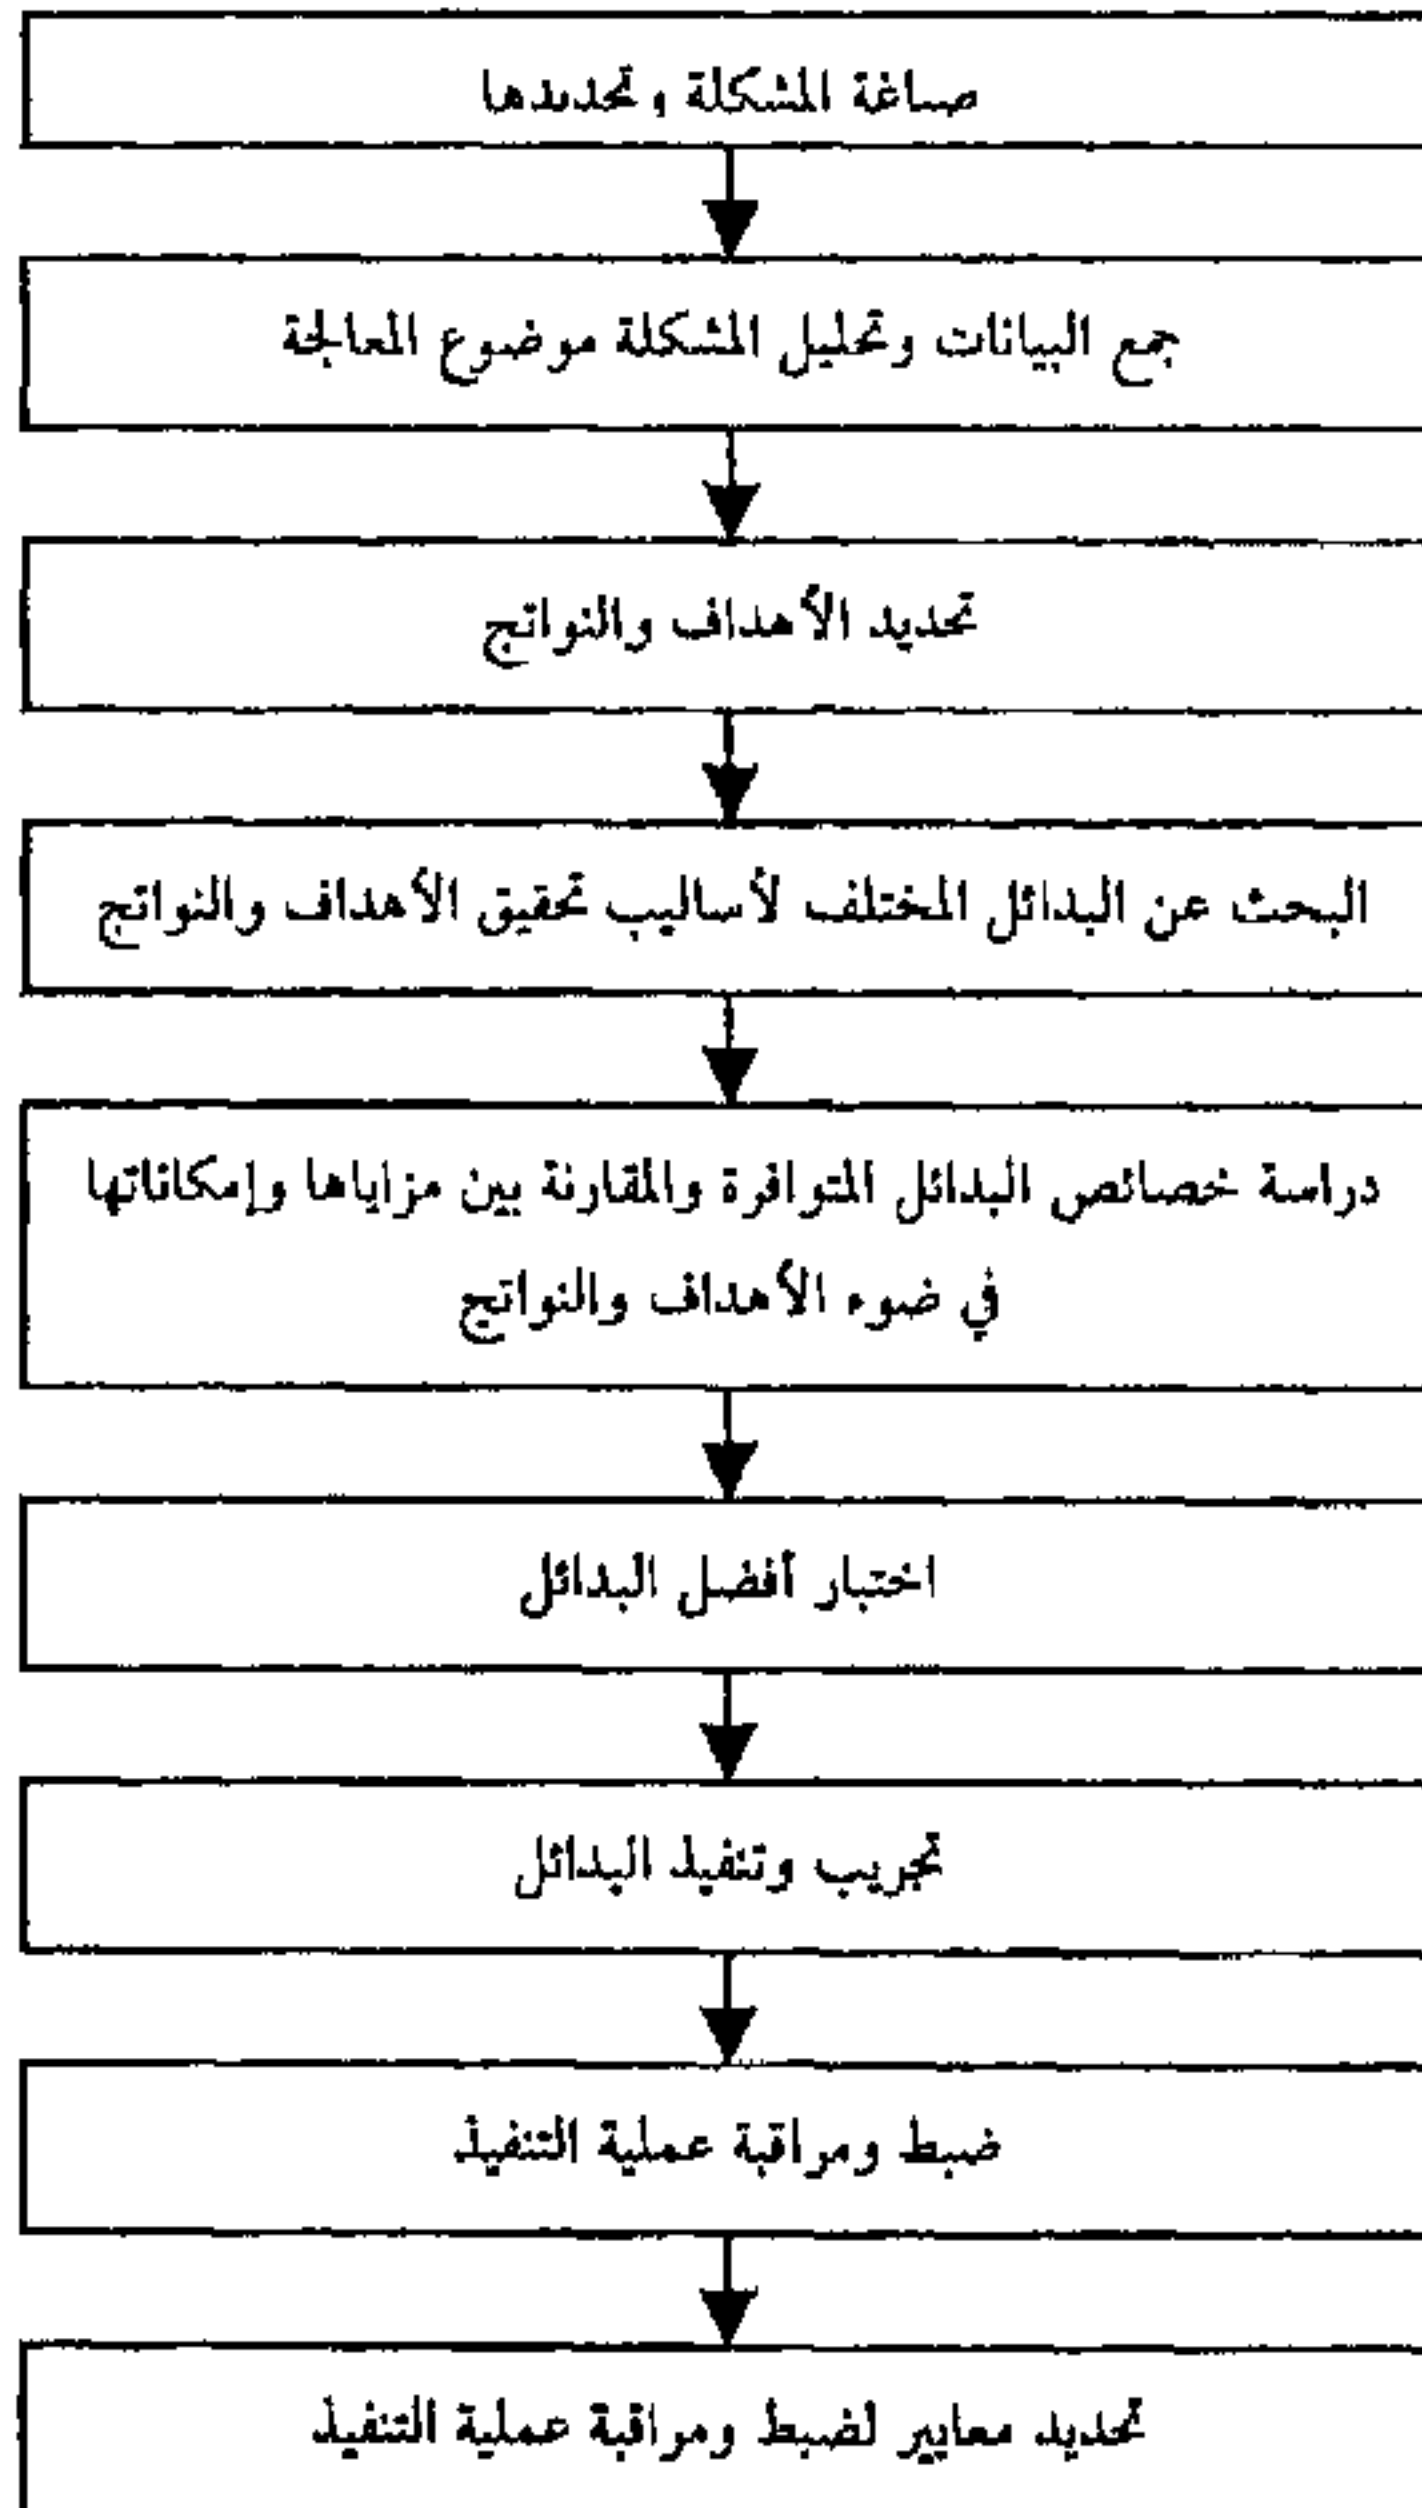 صياغة المشكلة وتحديدها
جمع البيانات وتحليل المشكلة موضوع المعالجة
تحديد الأهداف والنواتج
البحث عن البدائل المختلف لأساليب تحقيق الأهداف والنواتج
دراسة خصائص البدائل المتوافرة والمقارنة بين مزاياها وإمكاناتها
في ضوء الأهداف والنواتج
اختبار أفضل البدائل
تجريب وتنفيذ البدائل
ضبط ومراقبة عملية التنفيذ
تحديد معايير لضبط ومراقبة عملية التنفيذ